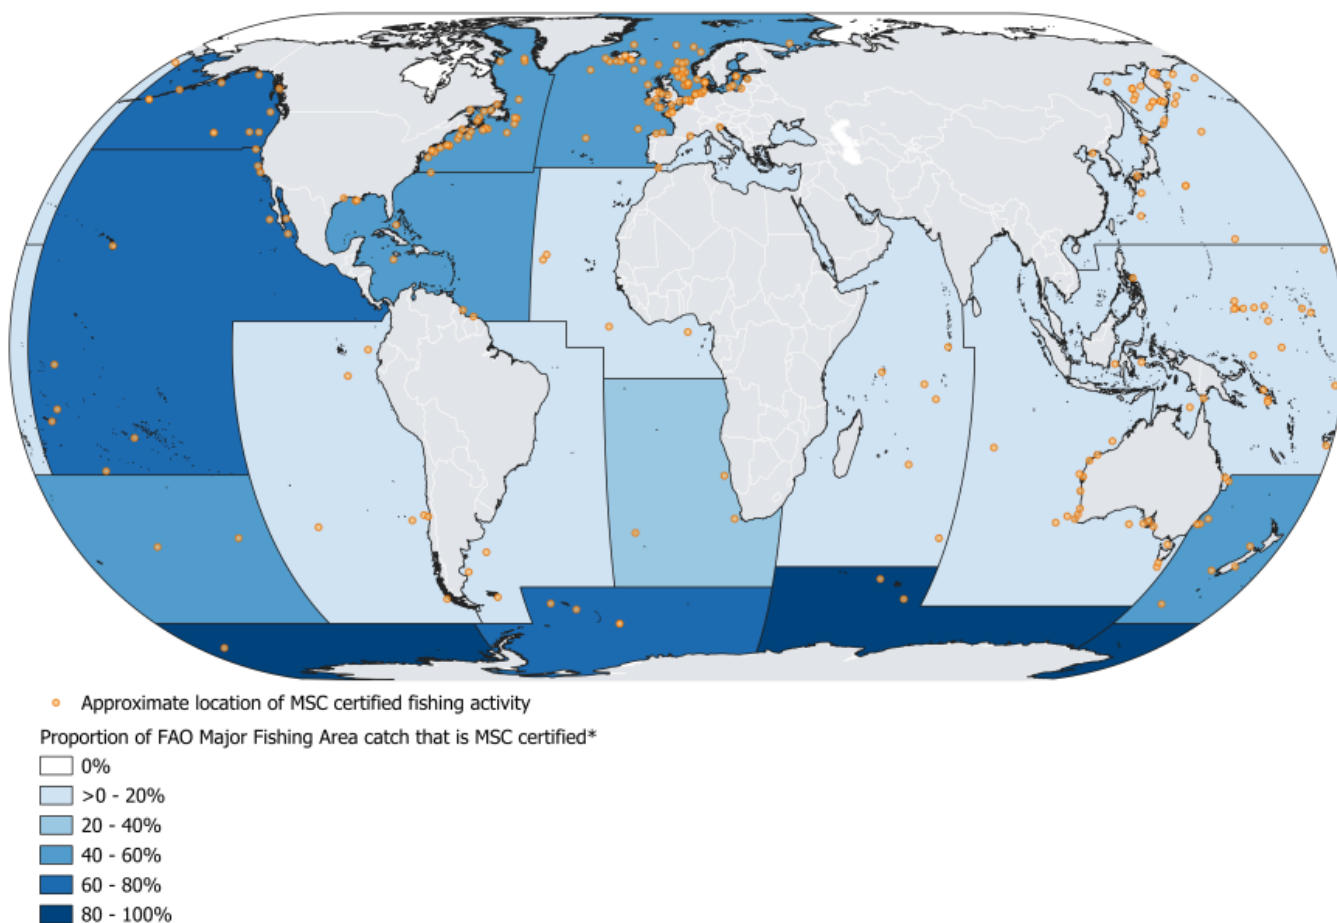 Approximate location of MSC certified fishing activity
Proportion of FAO Major Fishing Area catch that is MSC certified*
0%
>0 - 20%
20 - 40%
40 - 60%
60 - 80%
80 - 100%